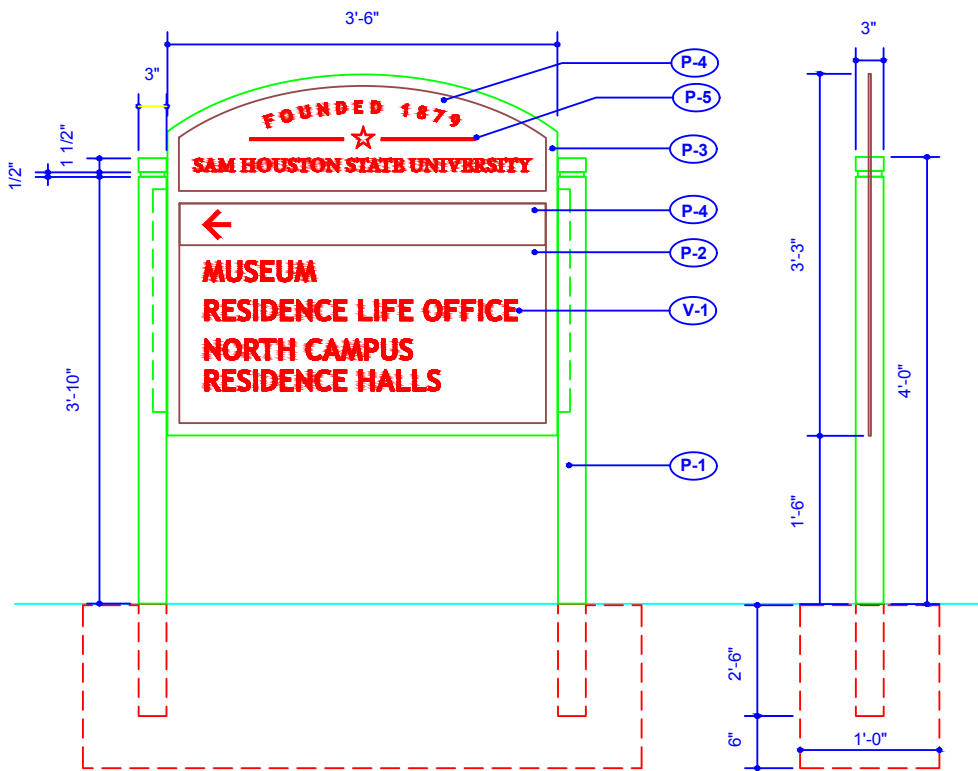 3'-6"
3"
3"
P-4
P-5
P-3
P-4
P-2
V-1
P-1
FOUNDED 1879
SAM HOUSTON STATE UNIVERSITY
←
MUSEUM
RESIDENCE LIFE OFFICE
NORTH CAMPUS
RESIDENCE HALLS
1 1/2"
1/2"
3'-10"
3'-3"
4'-0"
1'-6"
2'-6"
6"
1'-0"